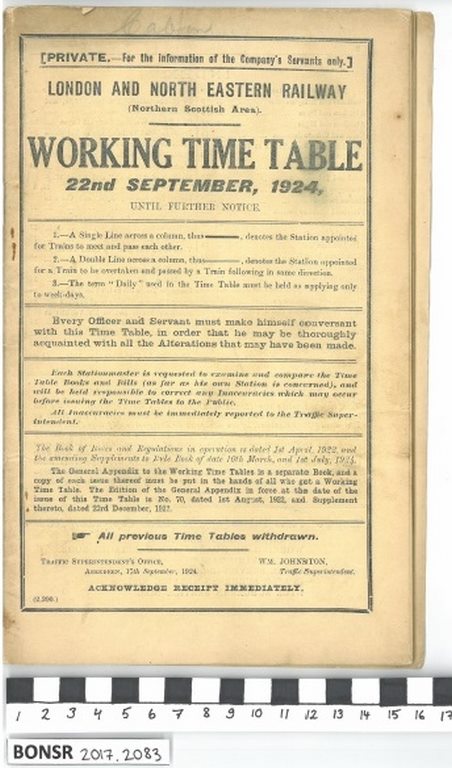 [PRIVATE.—For the information of the Company's Servants only.]
LONDON AND NORTH EASTERN RAILWAY
(Northern Scottish Area).
WORKING TIME TABLE
22nd SEPTEMBER, 1924,
UNTIL FURTHER NOTICE.
1.—A Single Line across a column, thus ———, denotes the Station appointed
for Trains to meet and pass each other.
2.—A Double Line across a column, thus ═══, denotes the Station appointed
for a Train to be overtaken and passed by a Train following in same direction.
3.—The term "Daily" used in the Time Table must be held as applying only
to week-days.
Every Officer and Servant must make himself conversant
with this Time Table, in order that he may be thoroughly
acquainted with all the Alterations that may have been made.
Each Stationmaster is requested to examine and compare the Time
Table Books and Bills (as far as his own Station is concerned), and
will be held responsible to correct any Inaccuracies which may occur
before issuing the Time Tables to the Public.
All Inaccuracies must be immediately reported to the Traffic Super-
intendent.
The Book of Rules and Regulations in operation is dated 1st April, 1922, and
the amending Supplements to Rule Book of date 10th March, and 1st July, 1924.
The General Appendix to the Working Time Tables is a separate Book, and a
copy of each issue thereof must be put in the hands of all who get a Working
Time Table. The Edition of the General Appendix in force at the date of the
issue of this Time Table is No. 70, dated 1st August, 1922, and Supplement
thereto, dated 23rd December, 1922.
☛ All previous Time Tables withdrawn.
TRAFFIC SUPERINTENDENT'S OFFICE, WM. JOHNSTON,
ABERDEEN, 17th September, 1924. Traffic Superintendent.
ACKNOWLEDGE RECEIPT IMMEDIATELY.
(2,200.)
1 2 3 4 5 6 7 8 9 10 11 12 13 14 15 16 17
BONSR 2017.2083